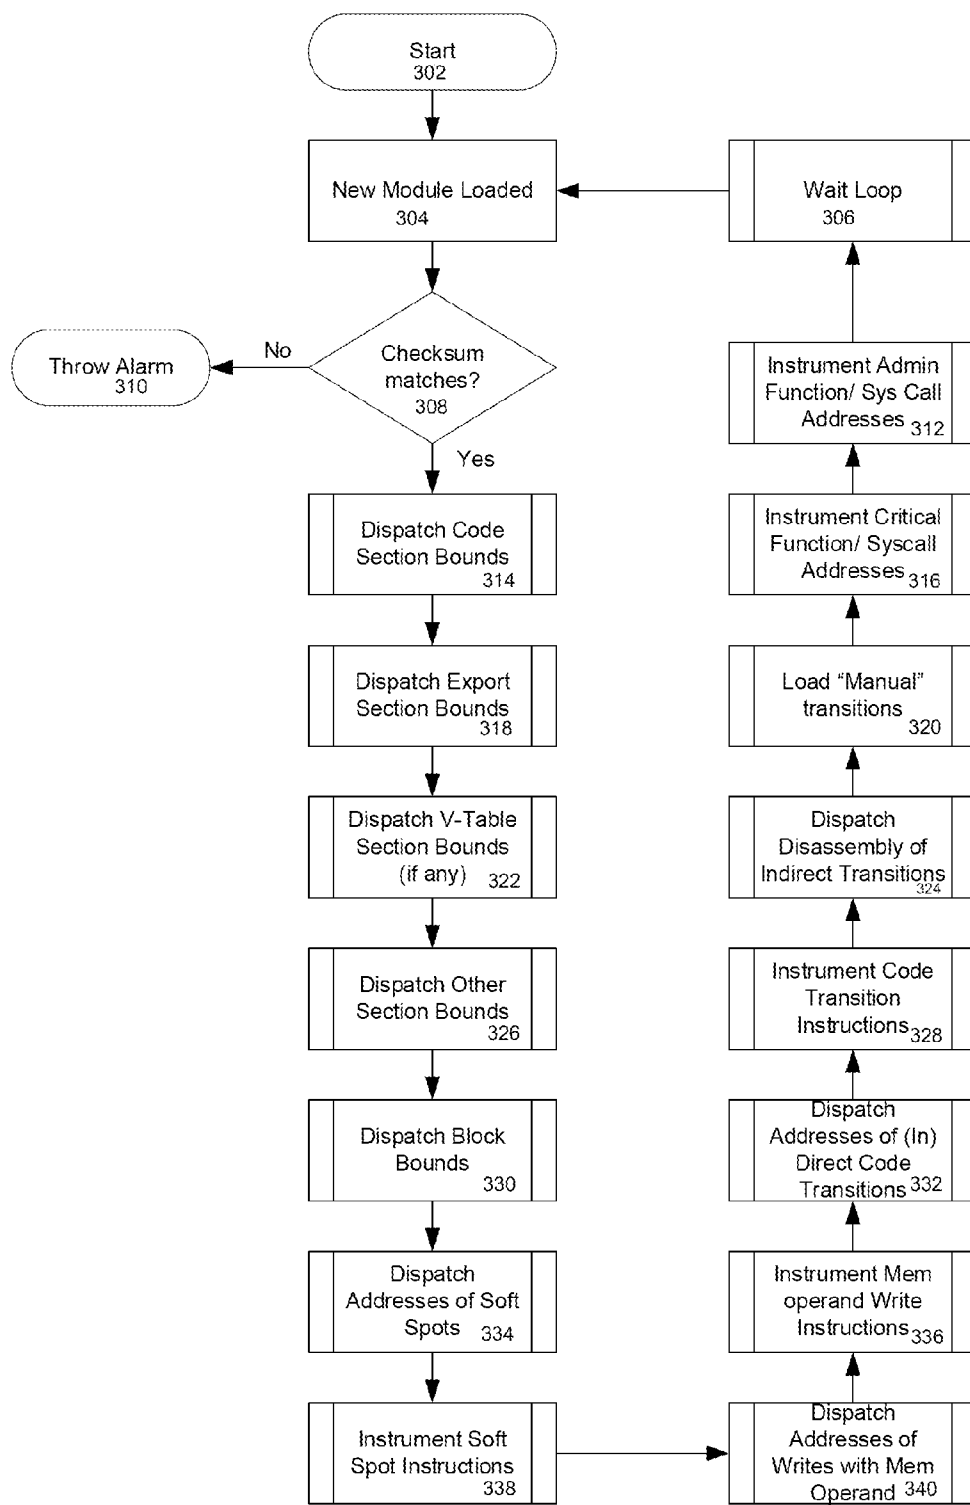 Start
302
New Module Loaded
304
Wait Loop
306
Checksum
matches?
308
No
Throw Alarm
310
Yes
Instrument Admin
Function/ Sys Call
Addresses 312
Dispatch Code
Section Bounds
314
Instrument Critical
Function/ Syscall
Addresses 316
Dispatch Export
Section Bounds
318
Load “Manual”
transitions
320
Dispatch V-Table
Section Bounds
(if any) 322
Dispatch
Disassembly of
Indirect Transitions
324
Dispatch Other
Section Bounds
326
Instrument Code
Transition
Instructions 328
Dispatch Block
Bounds
330
Dispatch
Addresses of (In)
Direct Code
Transitions 332
Dispatch
Addresses of Soft
Spots 334
Instrument Mem
operand Write
Instructions 336
Instrument Soft
Spot Instructions
338
Dispatch
Addresses of
Writes with Mem
Operand 340